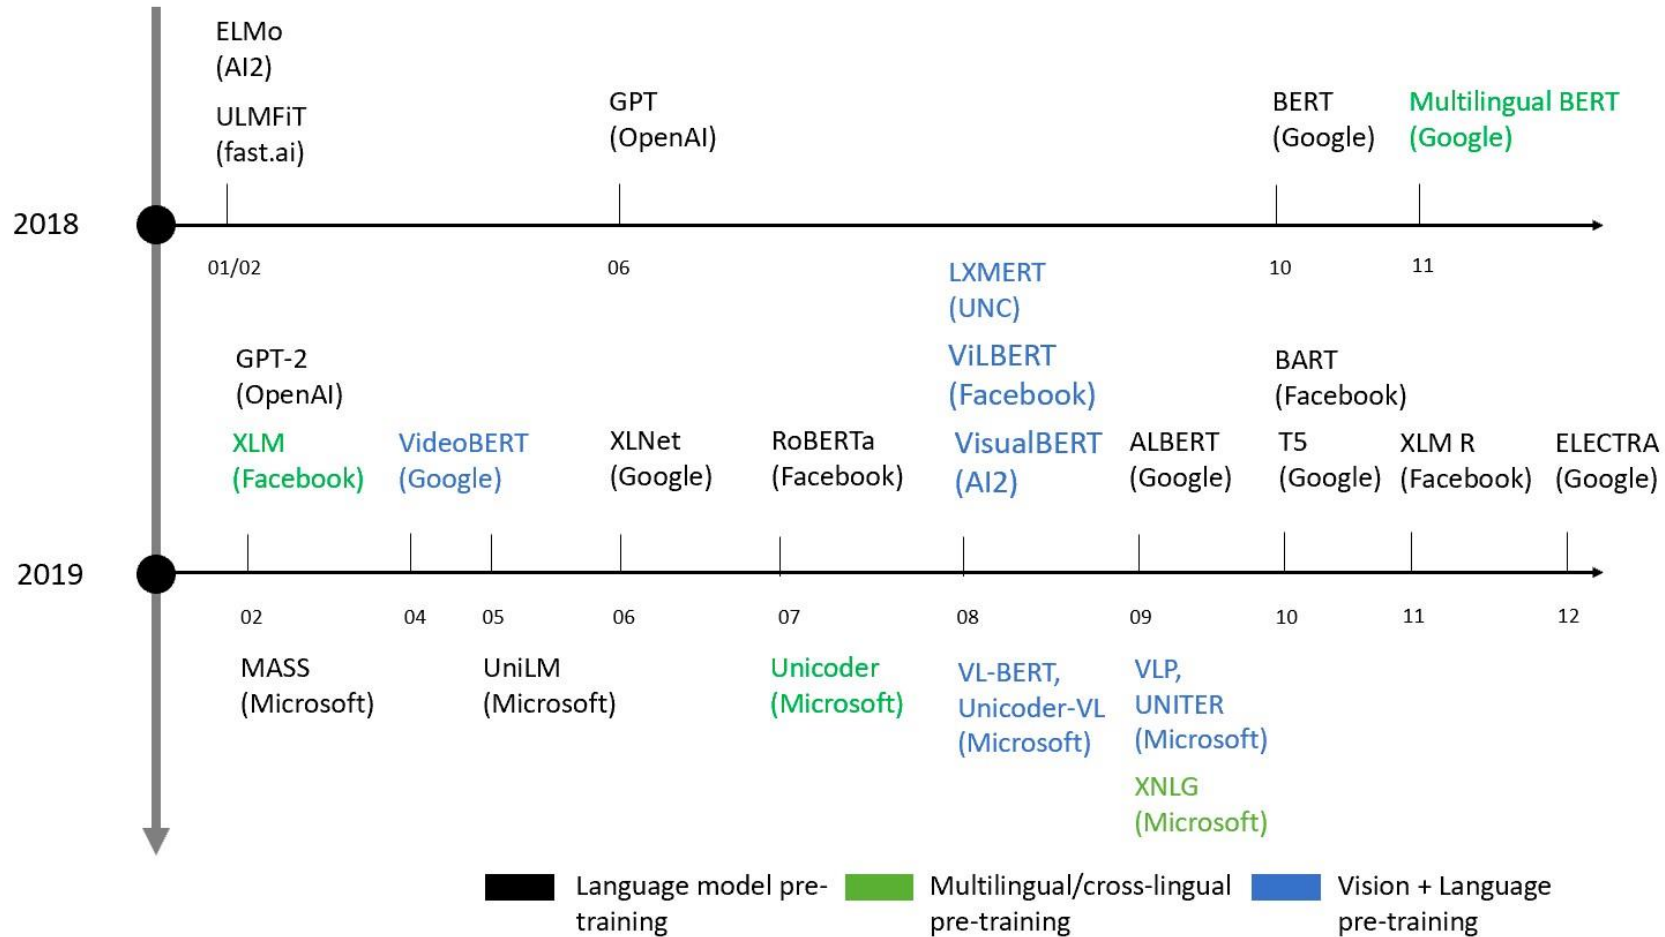 ELMo
(AI2)
ULMFiT
(fast.ai)
GPT
(OpenAI)
BERT
(Google)
Multilingual BERT
(Google)
2018
01/02
06
10
11
LXMERT
(UNC)
ViLBERT
(Facebook)
VisualBERT
(AI2)
GPT-2
(OpenAI)
XLM
(Facebook)
VideoBERT
(Google)
XLNet
(Google)
RoBERTa
(Facebook)
ALBERT
(Google)
BART
(Facebook)
T5
(Google)
XLM R
(Facebook)
ELECTRA
(Google)
2019
02
04
05
06
07
08
09
10
11
12
MASS
(Microsoft)
UniLM
(Microsoft)
Unicoder
(Microsoft)
VL-BERT,
Unicoder-VL
(Microsoft)
VLP,
UNITER
(Microsoft)
XNLG
(Microsoft)
Language model pre-
training
Multilingual/cross-lingual
pre-training
Vision + Language
pre-training